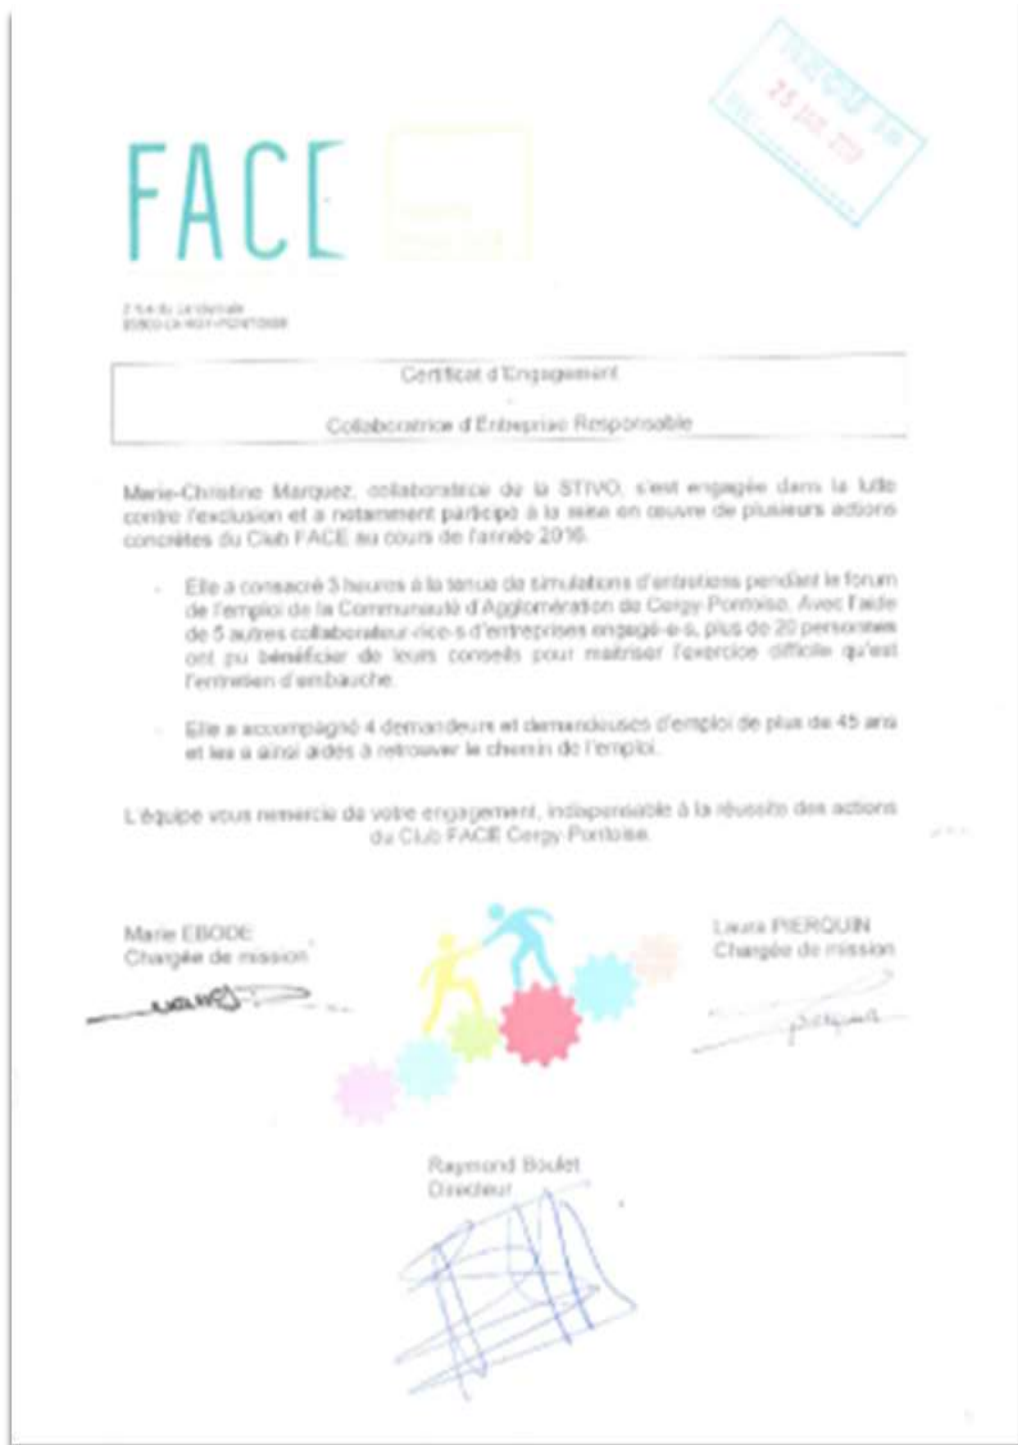 FACE
CERGY-PONTOISE
Certificat d'Engagement
-
Collaboratrice d'Entreprise Responsable
Marie-Christine Marquez, collaboratrice de la STIVO, s'est engagée dans la lutte
contre l'exclusion et a notamment participé à la mise en œuvre de plusieurs actions
concrètes du Club FACE au cours de l'année 2016.
- Elle a consacré 3 heures à la tenue de simulations d'entretiens pendant le forum
de l'emploi de la Communauté d'Agglomération de Cergy-Pontoise. Avec l'aide
de 5 autres collaborateur-rice-s d'entreprises engagé-e-s, plus de 20 personnes
ont pu bénéficier de leurs conseils pour maitriser l'exercice difficile qu'est
l'entretien d'embauche.
- Elle a accompagné 4 demandeurs et demandeuses d'emploi de plus de 45 ans
et les a ainsi aidés à retrouver le chemin de l'emploi.
L'équipe vous remercie de votre engagement, indispensable à la réussite des actions
du Club FACE Cergy-Pontoise.
Marie EBODE
Chargée de mission
Laura PIERQUIN
Chargée de mission
Raymond Boulet
Directeur